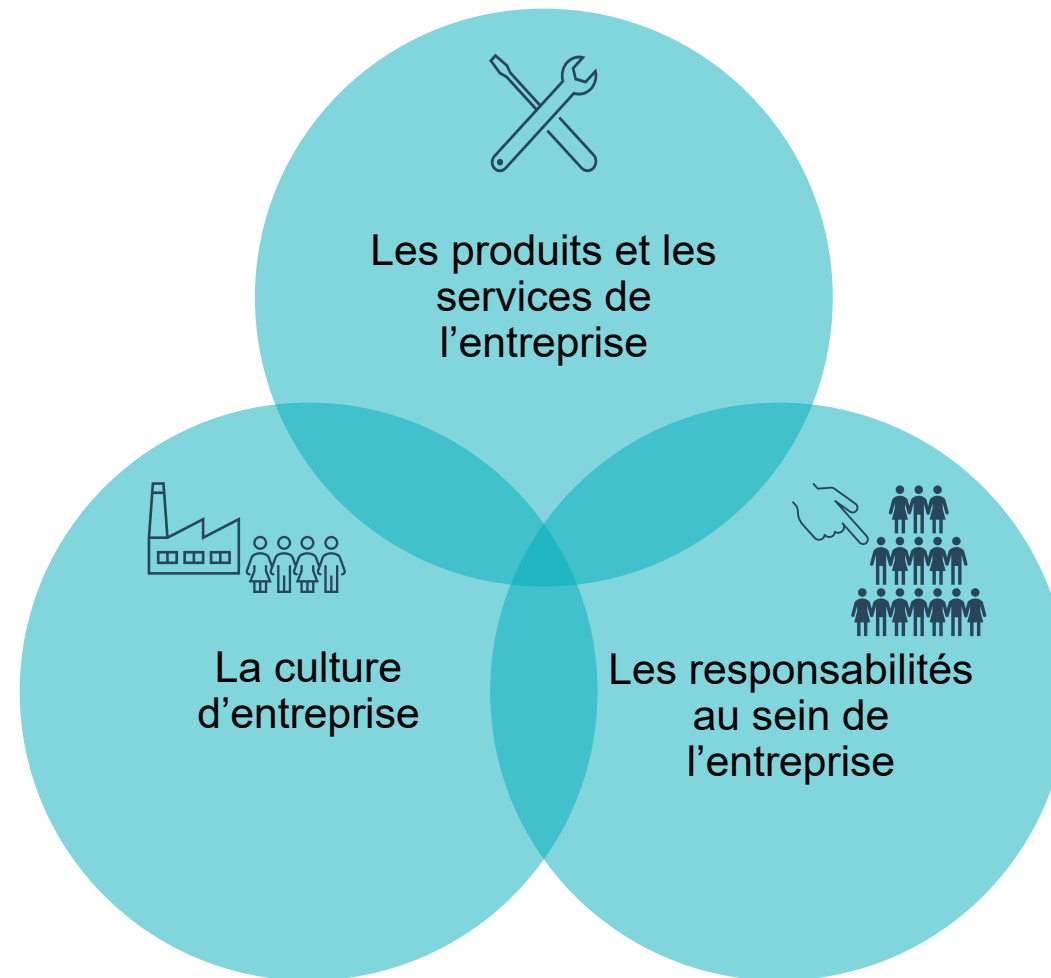 Les produits et les
services de
l’entreprise
La culture
d’entreprise
Les responsabilités
au sein de
l’entreprise